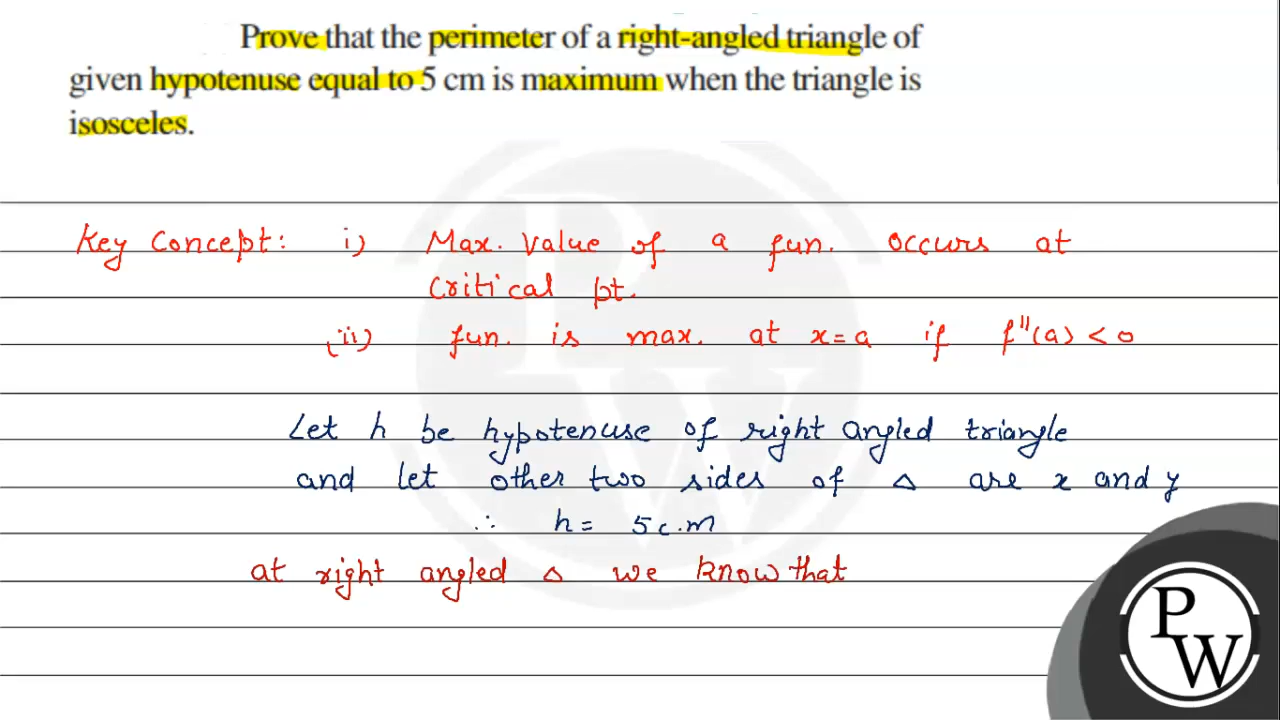 Prove that the perimeter of a right-angled triangle of
given hypotenuse equal to 5 cm is maximum when the triangle is
isosceles.
Key Concept: i) Max. Value of a fun. occurs at
Critical pt.
(ii) fun. is max. at x=a if f"(a) < 0
Let h be hypotenuse of right angled triangle
and let other two sides of Δ are x and y
∴ h = 5c.m
at right angled Δ we know that
PW